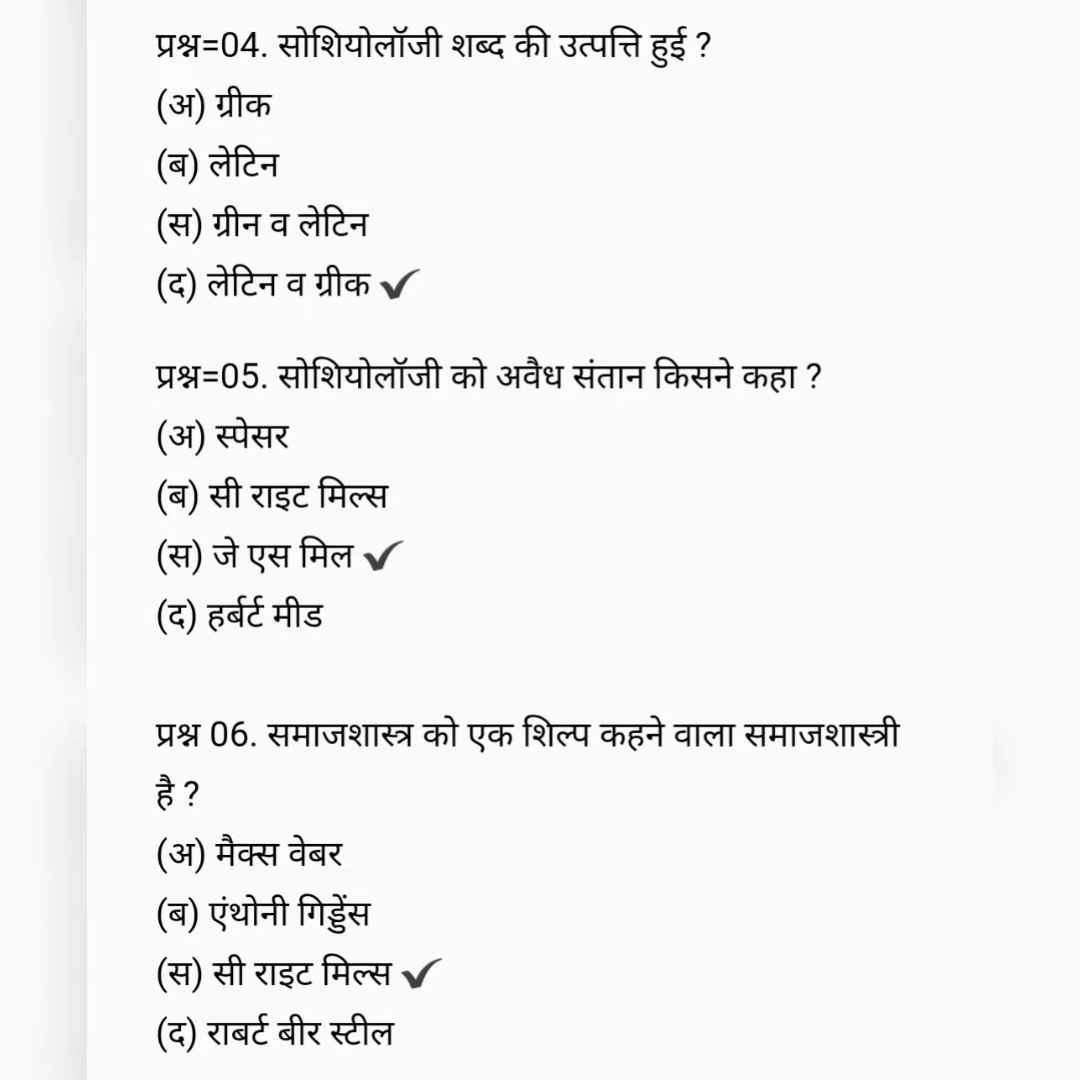 प्रश्न=04. सोशियोलॉजी शब्द की उत्पत्ति हुई ?
(अ) ग्रीक
(ब) लेटिन
(स) ग्रीन व लेटिन
(द) लेटिन व ग्रीक ✔
प्रश्न=05. सोशियोलॉजी को अवैध संतान किसने कहा ?
(अ) स्पेसर
(ब) सी राइट मिल्स
(स) जे एस मिल ✔
(द) हर्बर्ट मीड
प्रश्न 06. समाजशास्त्र को एक शिल्प कहने वाला समाजशास्त्री
है ?
(अ) मैक्स वेबर
(ब) एंथोनी गिड्डेंस
(स) सी राइट मिल्स ✔
(द) राबर्ट बीर स्टील